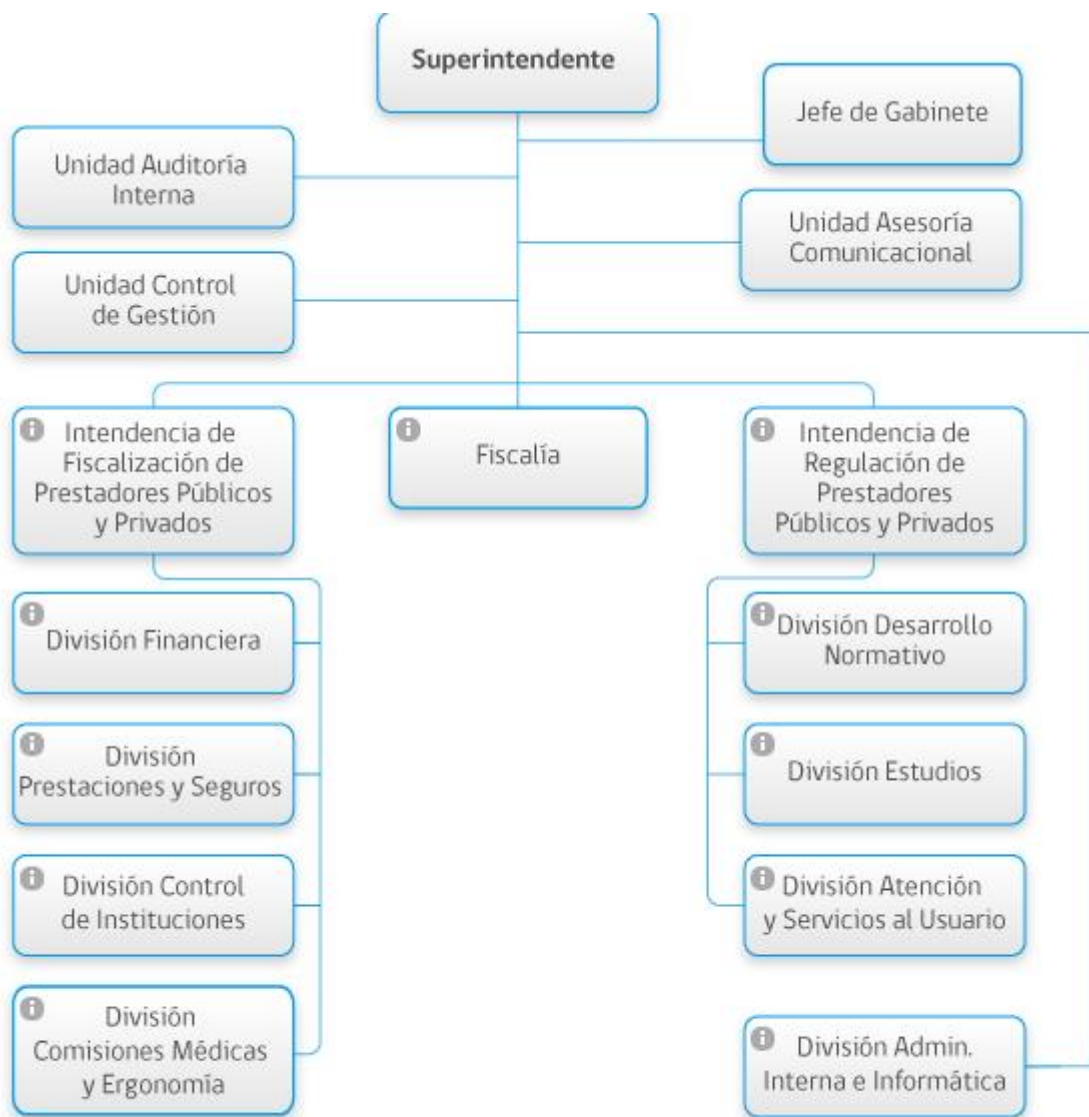 Superintendente
Jefe de Gabinete
Unidad Auditoría
Interna
Unidad Asesoría
Comunicacional
Unidad Control
de Gestión
Intendencia de
Fiscalización de
Prestadores Públicos
y Privados
Fiscalía
Intendencia de
Regulación de
Prestadores
Públicos y Privados
División Financiera
División
Prestaciones y Seguros
División Control
de Instituciones
División
Comisiones Médicas
y Ergonomía
División Desarrollo
Normativo
División Estudios
División Atención
y Servicios al Usuario
División Admin.
Interna e Informática